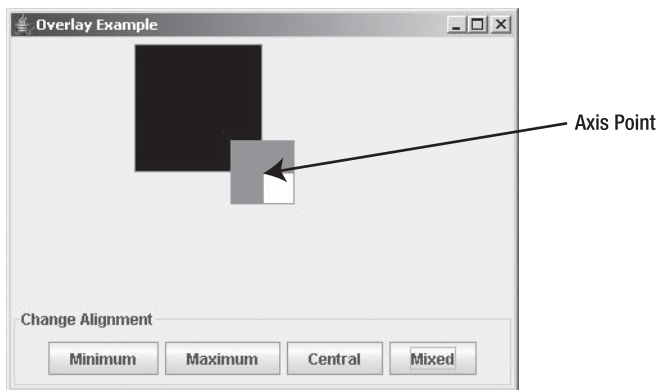 Overlay Example
Axis Point
Change Alignment
Minimum
Maximum
Central
Mixed